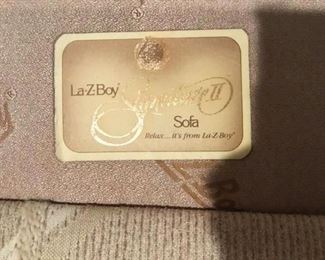 La-Z-Boy Signature II
Sofa
Relax... it's from La-Z-Boy®